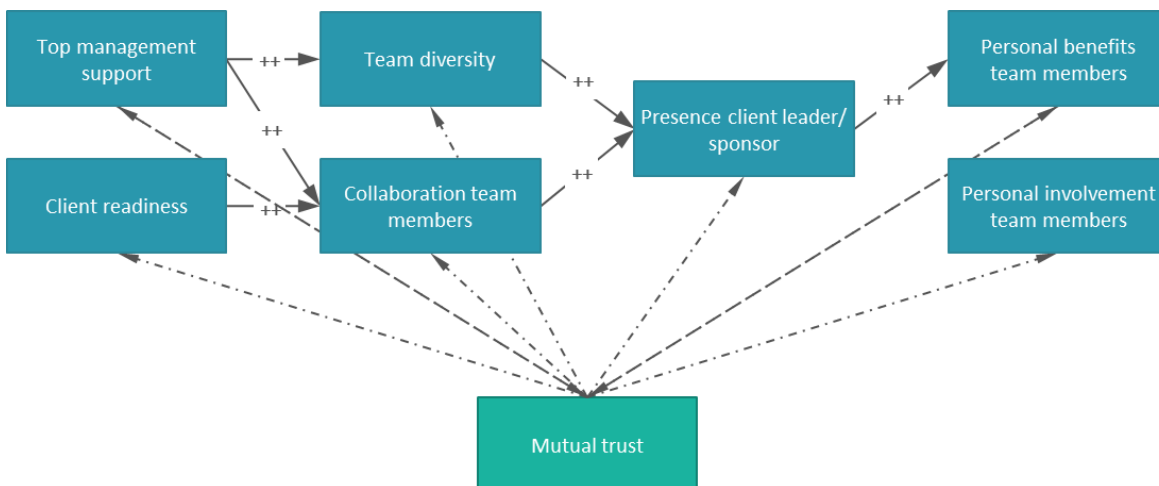 Top management
support
++
Team diversity
++
Personal benefits
team members
++
Presence client leader/
sponsor
++
Client readiness
++
Collaboration team
members
++
Personal involvement
team members
Mutual trust